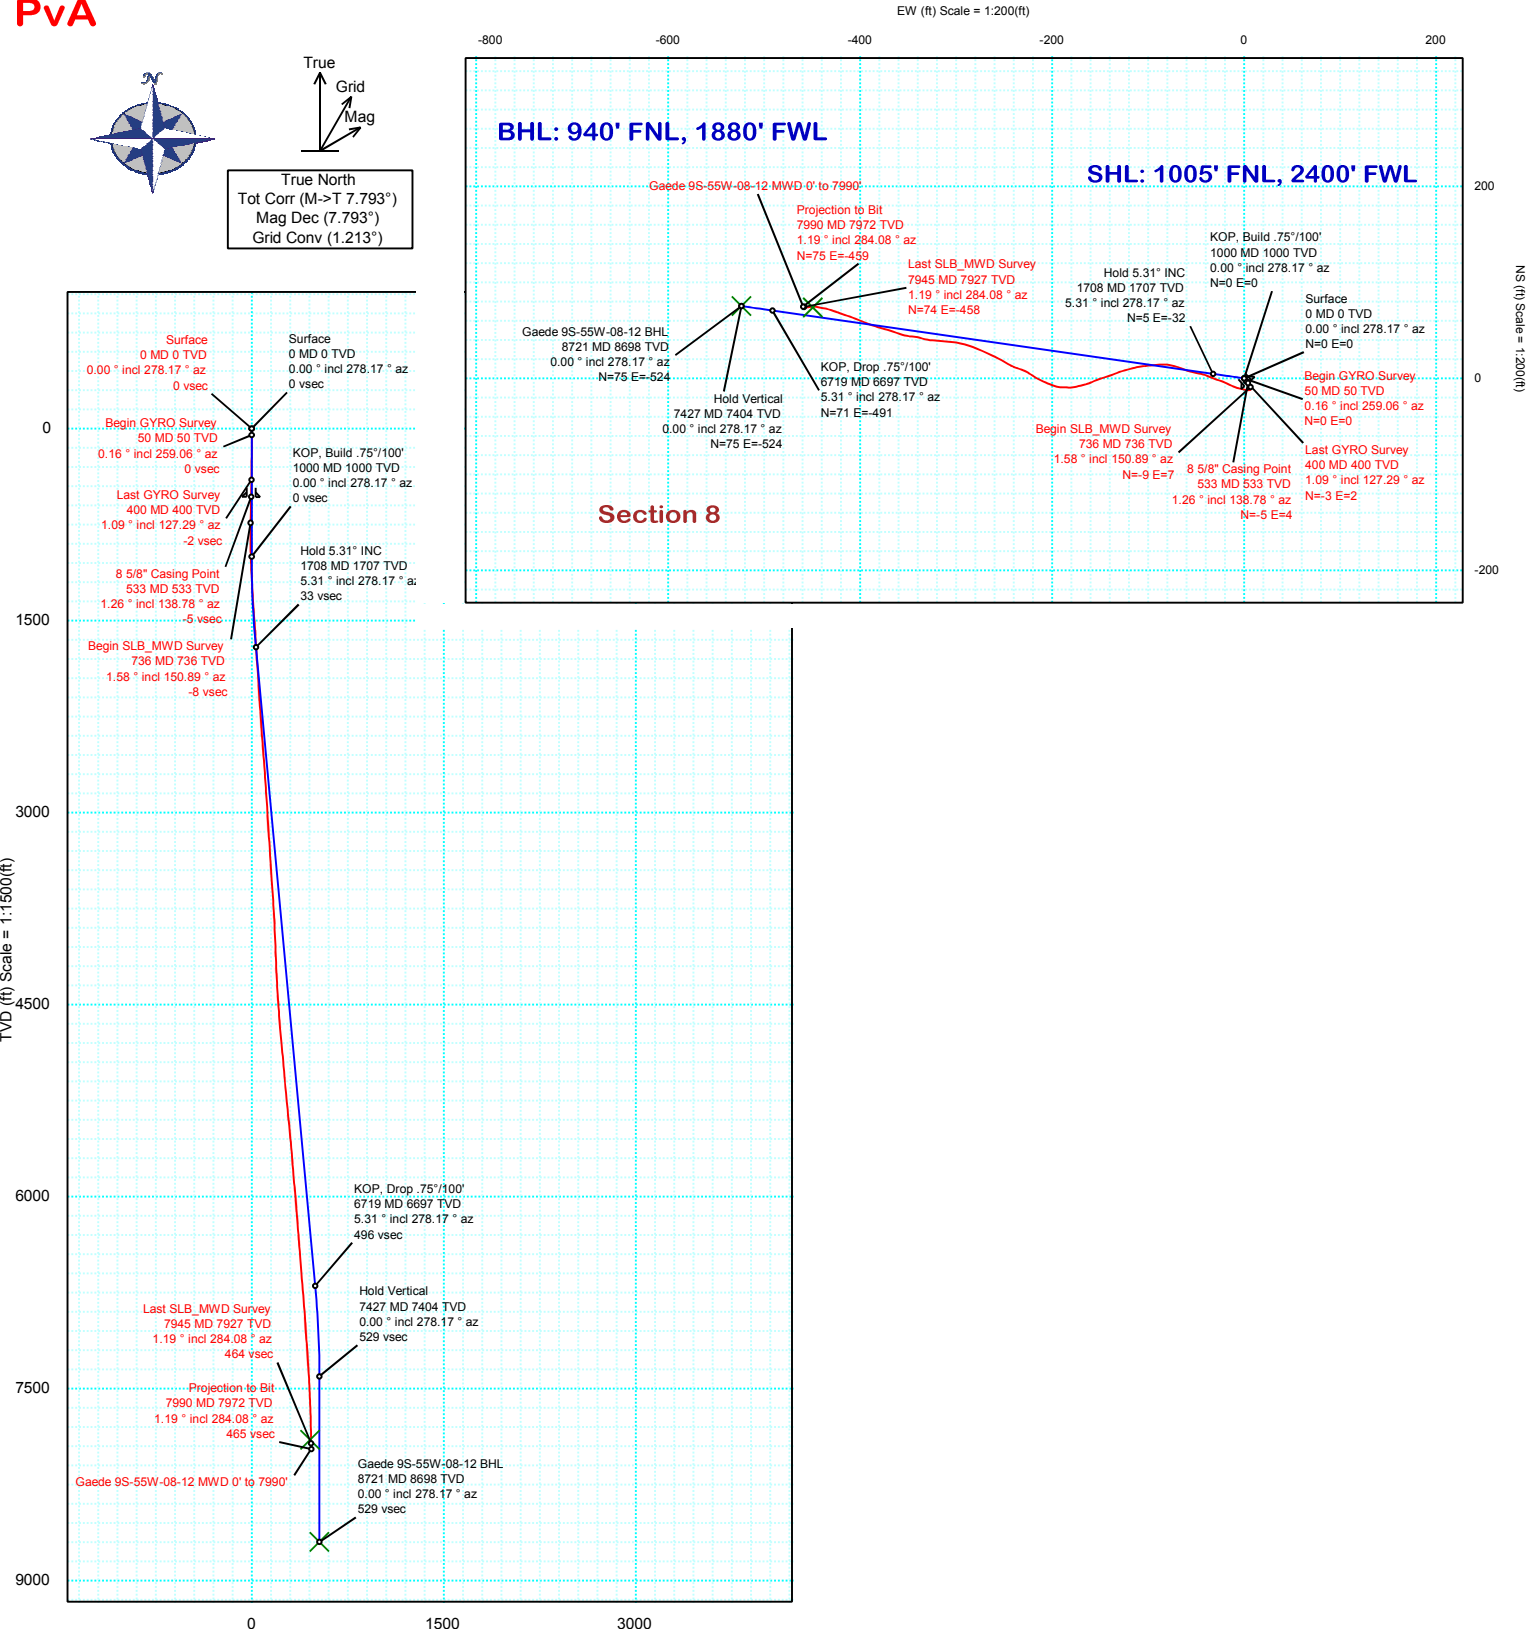 PvA
True
Grid
Mag
True North
Tot Corr (M->T 7.793°)
Mag Dec (7.793°)
Grid Conv (1.213°)
EW (ft) Scale = 1:200(ft)
-800
-600
-400
-200
0
200
BHL: 940' FNL, 1880' FWL
SHL: 1005' FNL, 2400' FWL
Gaede 9S-55W-08-12 MWD 0' to 7990'
Projection to Bit
7990 MD 7972 TVD
1.19 ° incl 284.08 ° az
N=75 E=-459
Last SLB_MWD Survey
7945 MD 7927 TVD
1.19 ° incl 284.08 ° az
N=74 E=-458
KOP, Build .75°/100'
1000 MD 1000 TVD
0.00 ° incl 278.17 ° az
N=0 E=0
Hold 5.31° INC
1708 MD 1707 TVD
5.31 ° incl 278.17 ° az
N=5 E=-32
Surface
0 MD 0 TVD
0.00 ° incl 278.17 ° az
N=0 E=0
Gaede 9S-55W-08-12 BHL
8721 MD 8698 TVD
0.00 ° incl 278.17 ° az
N=75 E=-524
Hold Vertical
7427 MD 7404 TVD
0.00 ° incl 278.17 ° az
N=75 E=-524
KOP, Drop .75°/100'
6719 MD 6697 TVD
5.31 ° incl 278.17 ° az
N=71 E=-491
Begin GYRO Survey
50 MD 50 TVD
0.16 ° incl 259.06 ° az
N=0 E=0
Begin SLB_MWD Survey
736 MD 736 TVD
1.58 ° incl 150.89 ° az
N=-9 E=7
8 5/8" Casing Point
533 MD 533 TVD
1.26 ° incl 138.78 ° az
N=-5 E=4
Last GYRO Survey
400 MD 400 TVD
1.09 ° incl 127.29 ° az
N=-3 E=2
Section 8
200
0
-200
NS (ft) Scale = 1:200(ft)
Surface
0 MD 0 TVD
0.00 ° incl 278.17 ° az
0 vsec
Surface
0 MD 0 TVD
0.00 ° incl 278.17 ° az
0 vsec
Begin GYRO Survey
50 MD 50 TVD
0.16 ° incl 259.06 ° az
0 vsec
KOP, Build .75°/100'
1000 MD 1000 TVD
0.00 ° incl 278.17 ° az
0 vsec
Last GYRO Survey
400 MD 400 TVD
1.09 ° incl 127.29 ° az
-2 vsec
Hold 5.31° INC
1708 MD 1707 TVD
5.31 ° incl 278.17 ° az
33 vsec
8 5/8" Casing Point
533 MD 533 TVD
1.26 ° incl 138.78 ° az
-5 vsec
Begin SLB_MWD Survey
736 MD 736 TVD
1.58 ° incl 150.89 ° az
-8 vsec
KOP, Drop .75°/100'
6719 MD 6697 TVD
5.31 ° incl 278.17 ° az
496 vsec
Hold Vertical
7427 MD 7404 TVD
0.00 ° incl 278.17 ° az
529 vsec
Last SLB_MWD Survey
7945 MD 7927 TVD
1.19 ° incl 284.08 ° az
464 vsec
Projection to Bit
7990 MD 7972 TVD
1.19 ° incl 284.08 ° az
465 vsec
Gaede 9S-55W-08-12 MWD 0' to 7990'
Gaede 9S-55W-08-12 BHL
8721 MD 8698 TVD
0.00 ° incl 278.17 ° az
529 vsec
TVD (ft) Scale = 1:1500(ft)
0
1500
3000
4500
6000
7500
9000
0
1500
3000